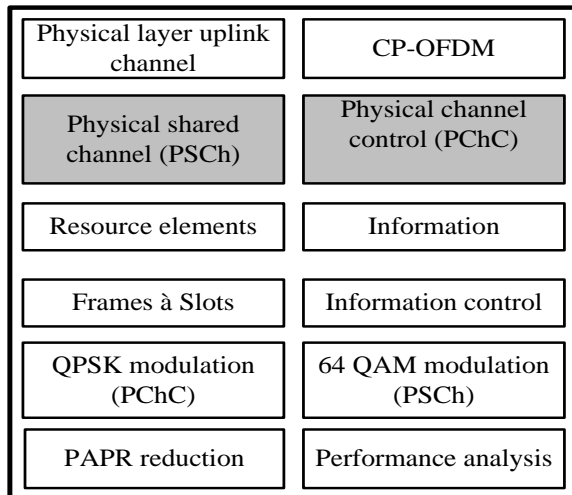 Physical layer uplink
channel
CP-OFDM
Physical shared
channel (PSCh)
Physical channel
control (PChC)
Resource elements
Information
Frames à Slots
Information control
QPSK modulation
(PChC)
64 QAM modulation
(PSCh)
PAPR reduction
Performance analysis